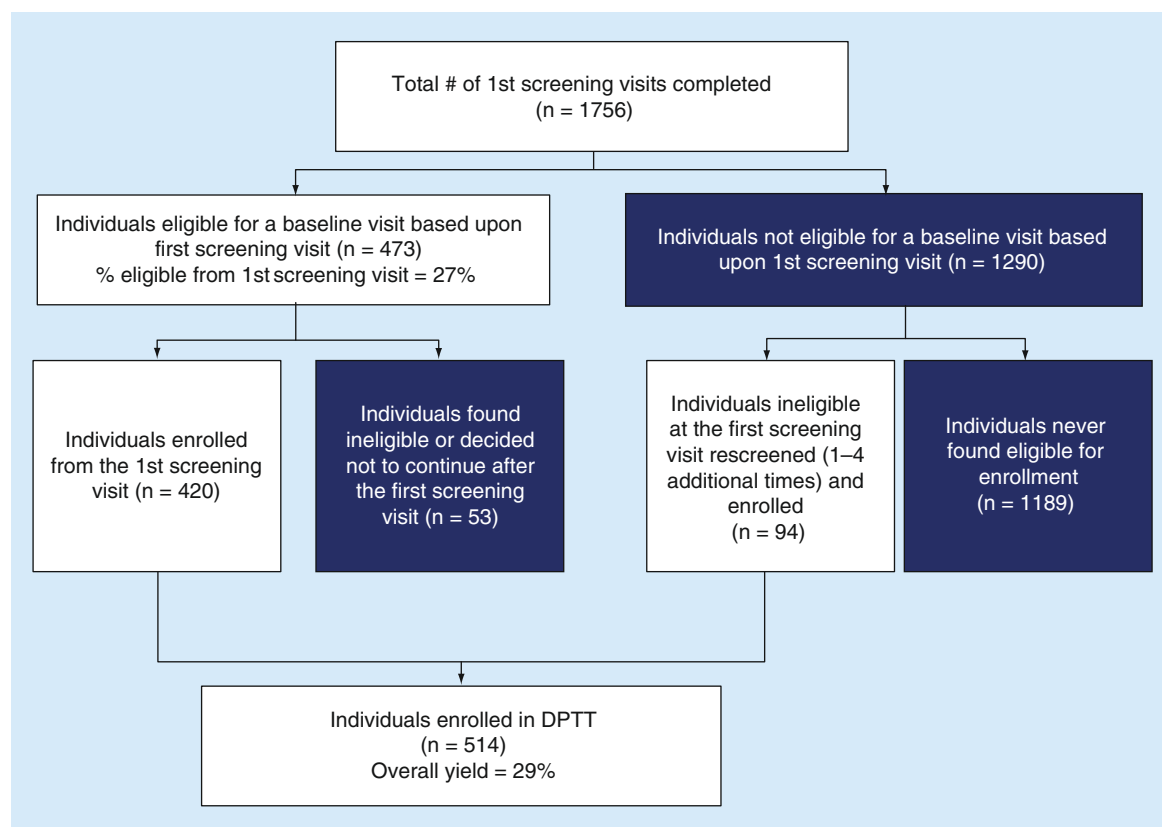 Total # of 1st screening visits completed
(n = 1756)
Individuals eligible for a baseline visit based upon
first screening visit (n = 473)
% eligible from 1st screening visit = 27%
Individuals not eligible for a baseline visit based
upon 1st screening visit (n = 1290)
Individuals enrolled
from the 1st screening
visit (n = 420)
Individuals found
ineligible or decided
not to continue after
the first screening
visit (n = 53)
Individuals ineligible
at the first screening
visit rescreened (1–4
additional times) and
enrolled
(n = 94)
Individuals never
found eligible for
enrollment
(n = 1189)
Individuals enrolled in DPTT
(n = 514)
Overall yield = 29%